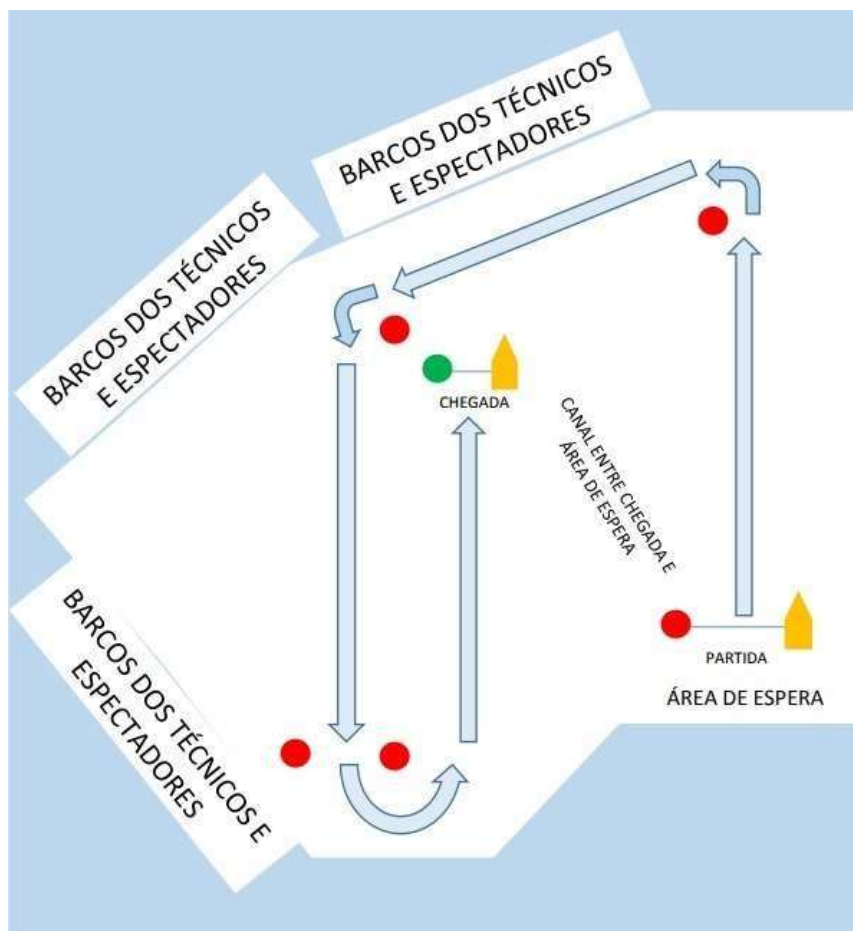 BARCOS DOS TÉCNICOS
E ESPECTADORES
BARCOS DOS TÉCNICOS
E ESPECTADORES
CHEGADA
CANAL ENTRE CHEGADA E
ÁREA DE ESPERA
PARTIDA
ÁREA DE ESPERA
BARCOS DOS TÉCNICOS E
ESPECTADORES